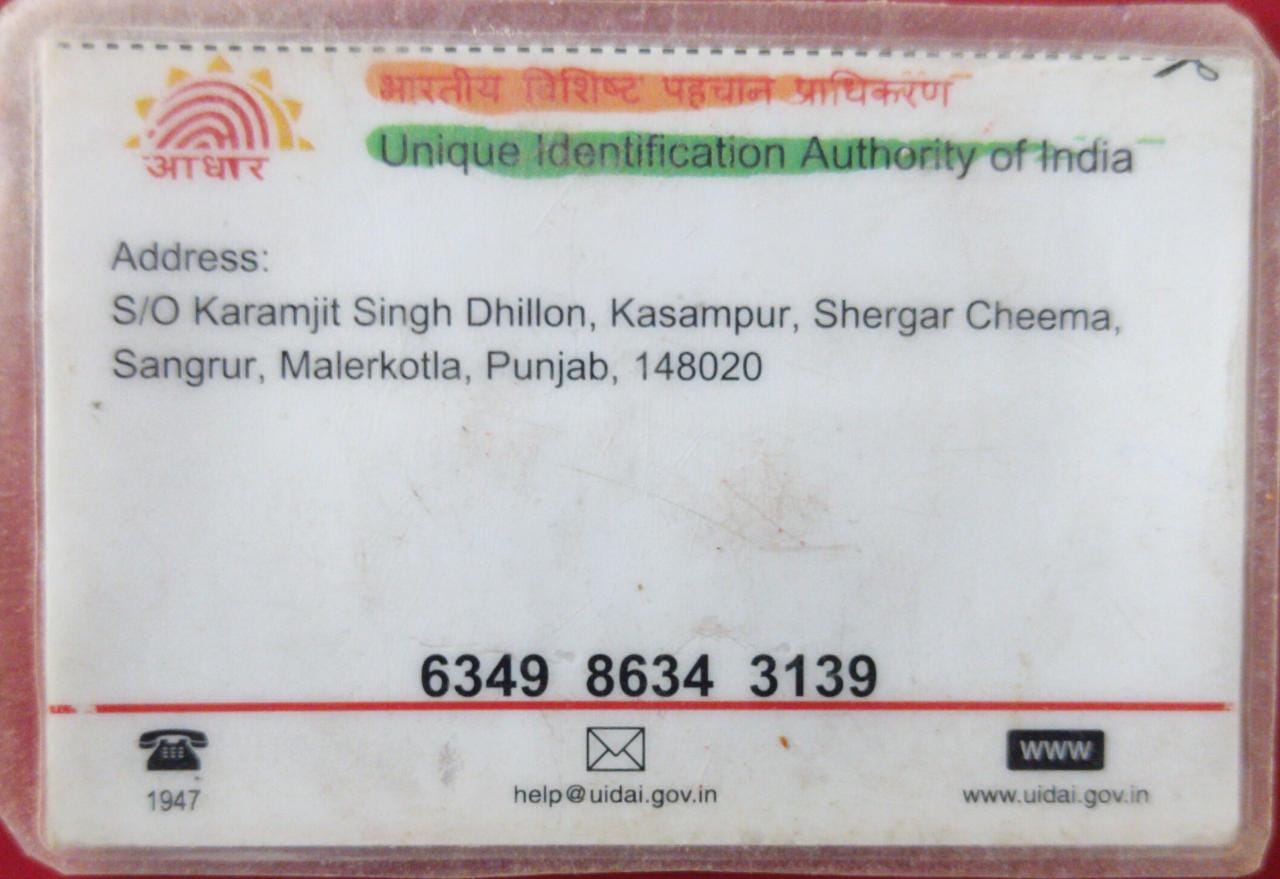 भारतीय विशिष्ट पहचान प्राधिकरण
आधार
Unique Identification Authority of India
Address:
S/O Karamjit Singh Dhillon, Kasampur, Shergar Cheema,
Sangrur, Malerkotla, Punjab, 148020
6349 8634 3139
1947
help@uidai.gov.in
WWW
www.uidai.gov.in